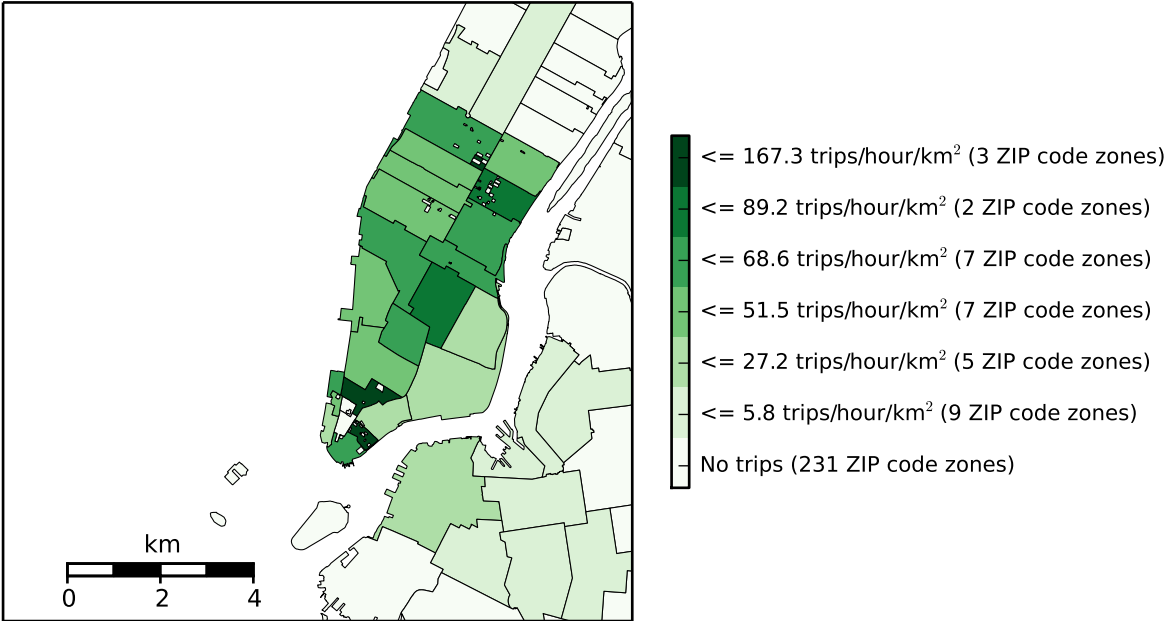 <= 167.3 trips/hour/km² (3 ZIP code zones)
<= 89.2 trips/hour/km² (2 ZIP code zones)
<= 68.6 trips/hour/km² (7 ZIP code zones)
<= 51.5 trips/hour/km² (7 ZIP code zones)
<= 27.2 trips/hour/km² (5 ZIP code zones)
<= 5.8 trips/hour/km² (9 ZIP code zones)
No trips (231 ZIP code zones)
km
0 2 4